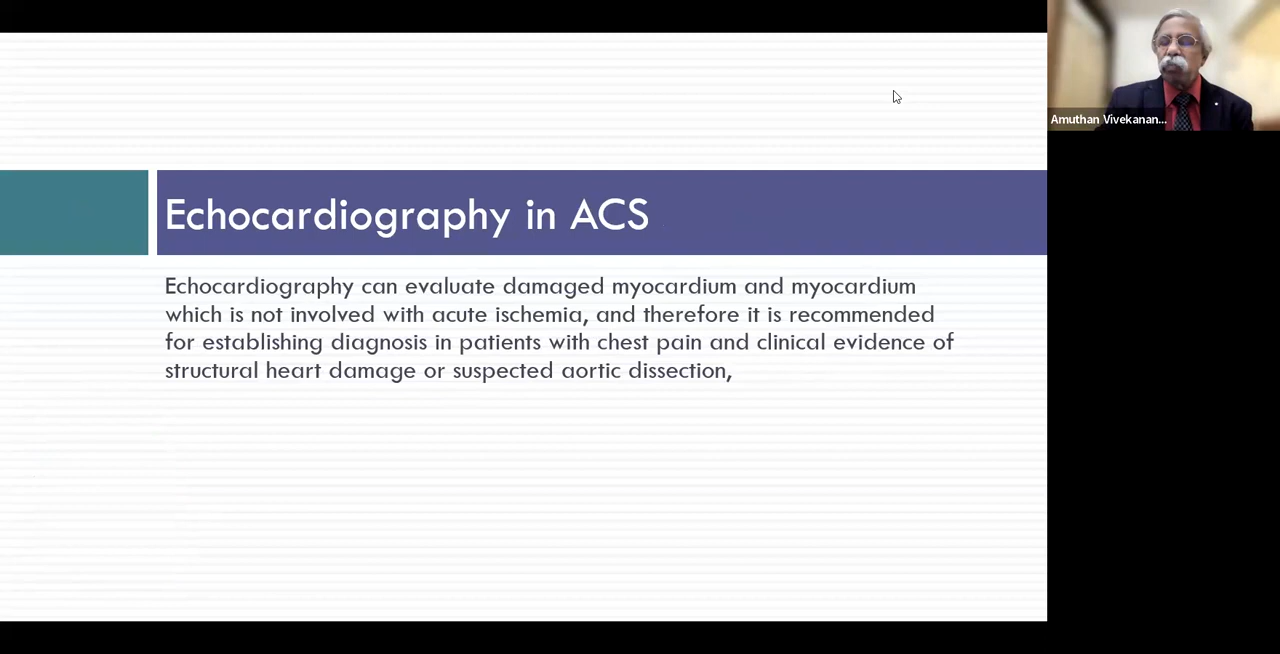 Echocardiography in ACS
Echocardiography can evaluate damaged myocardium and myocardium
which is not involved with acute ischemia, and therefore it is recommended
for establishing diagnosis in patients with chest pain and clinical evidence of
structural heart damage or suspected aortic dissection,
Amuthan Vivekanan...